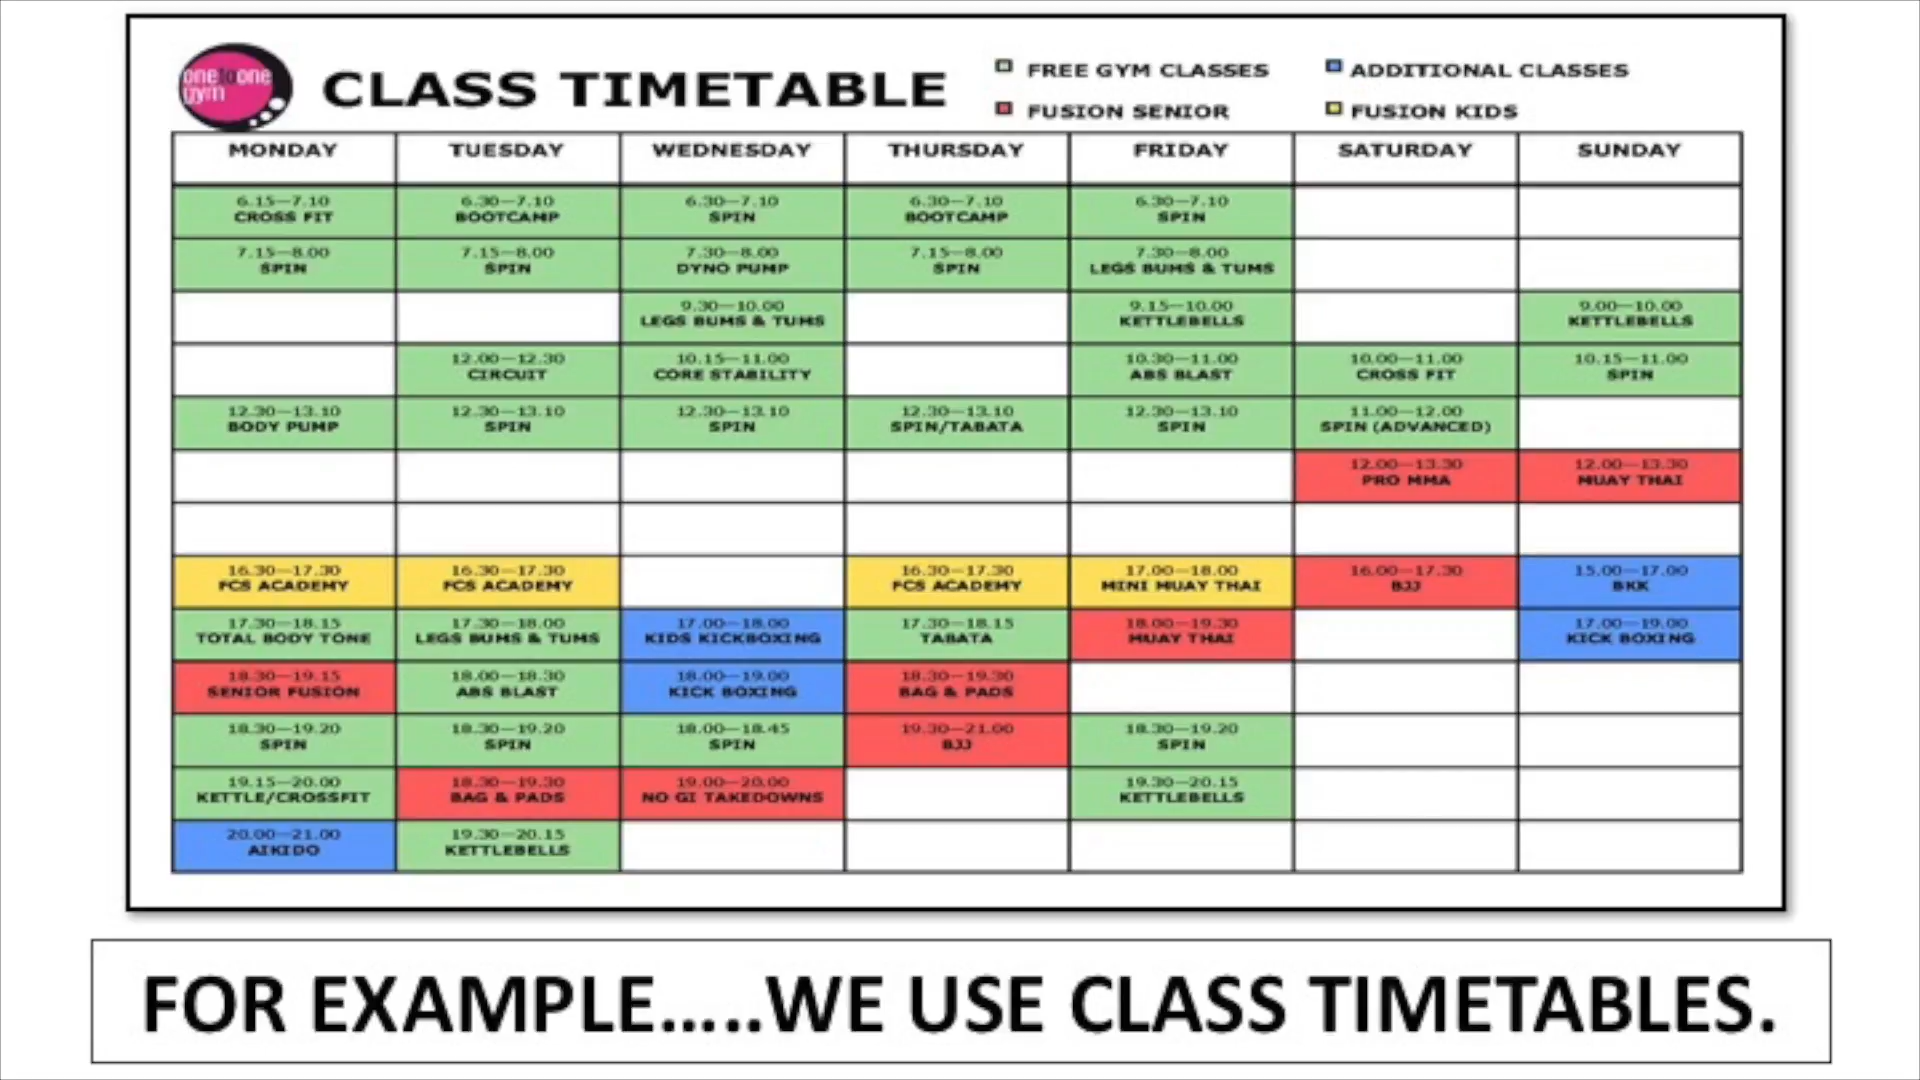 onetoone
gym
CLASS TIMETABLE
FREE GYM CLASSES
ADDITIONAL CLASSES
FUSION SENIOR
FUSION KIDS
MONDAY TUESDAY WEDNESDAY THURSDAY FRIDAY SATURDAY SUNDAY
6.15—7.10 6.30—7.10 6.30—7.10 6.30—7.10 6.30—7.10
CROSS FIT BOOTCAMP SPIN BOOTCAMP SPIN
7.15—8.00 7.15—8.00 7.30—8.00 7.15—8.00 7.30—8.00
SPIN SPIN DYNO PUMP SPIN LEGS BUMS & TUMS
9.30—10.00 9.15—10.00 9.00—10.00
LEGS BUMS & TUMS KETTLEBELLS KETTLEBELLS
12.00—12.30 10.15—11.00 10.30—11.00 10.00—11.00 10.15—11.00
CIRCUIT CORE STABILITY ABS BLAST CROSS FIT SPIN
12.30—13.10 12.30—13.10 12.30—13.10 12.30—13.10 12.30—13.10 11.00—12.00
BODY PUMP SPIN SPIN SPIN/TABATA SPIN SPIN (ADVANCED)
12.00—13.30 12.00—13.30
PRO MMA MUAY THAI
16.30—17.30 16.30—17.30 16.30—17.30 17.00—18.00 16.00—17.30 15.00—17.00
FCS ACADEMY FCS ACADEMY FCS ACADEMY MINI MUAY THAI BJJ BKK
17.30—18.15 17.30—18.00 17.00—18.00 17.30—18.15 18.00—19.30 17.00—19.00
TOTAL BODY TONE LEGS BUMS & TUMS KIDS KICKBOXING TABATA MUAY THAI KICK BOXING
18.30—19.15 18.00—18.30 18.00—19.00 18.30—19.30
SENIOR FUSION ABS BLAST KICK BOXING BAG & PADS
18.30—19.20 18.30—19.20 18.00—18.45 19.30—21.00 18.30—19.20
SPIN SPIN SPIN BJJ SPIN
19.15—20.00 18.30—19.30 19.00—20.00 19.30—20.15
KETTLE/CROSSFIT BAG & PADS NO GI TAKEDOWNS KETTLEBELLS
20.00—21.00 19.30—20.15
AIKIDO KETTLEBELLS
FOR EXAMPLE.....WE USE CLASS TIMETABLES.